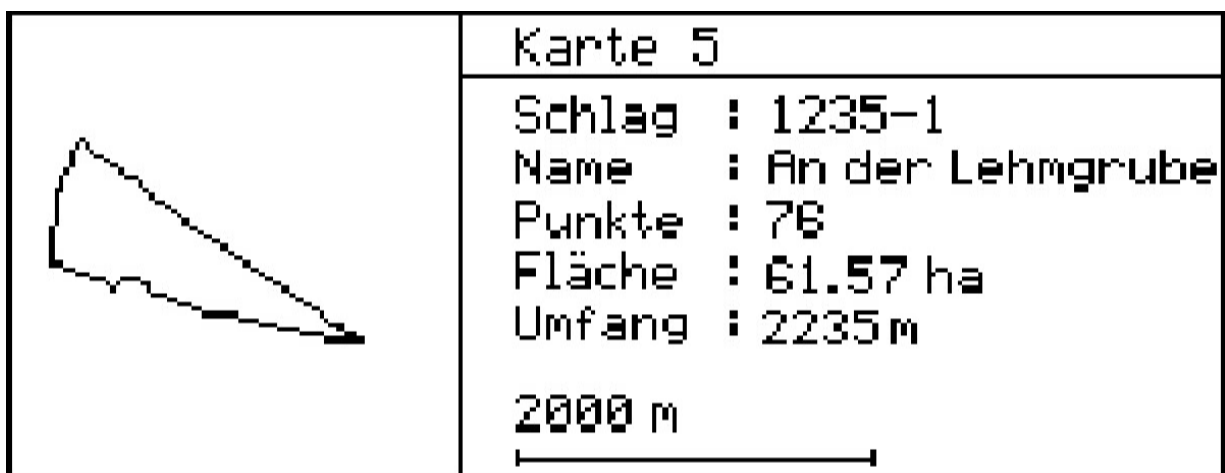 Karte 5
Schlag : 1235-1
Name : An der Lehmgrube
Punkte : 76
Fläche : 61.57 ha
Umfang : 2235 m
2000 m